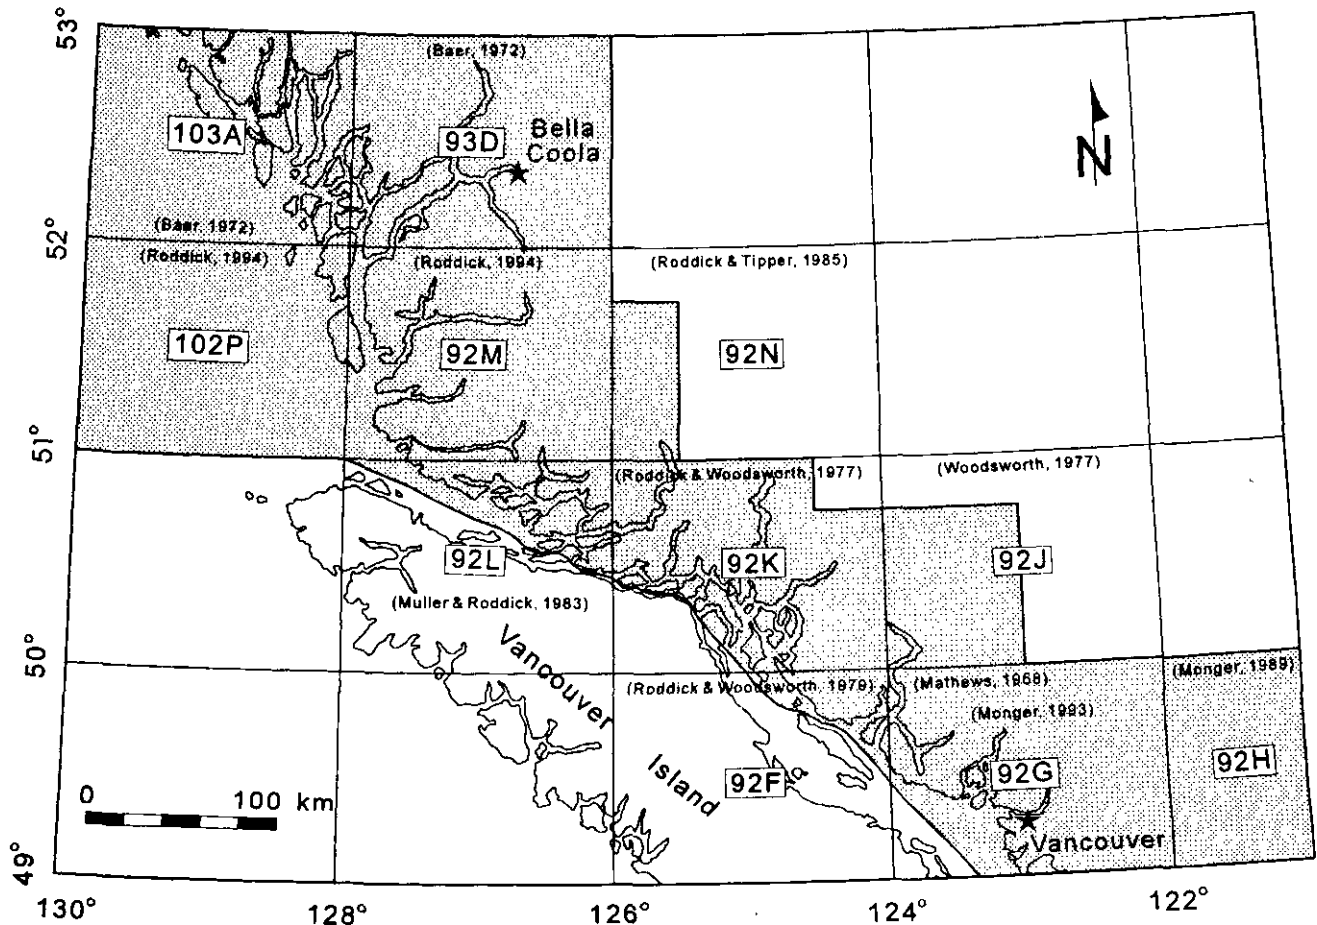 53°
(Baer, 1972)
103A
93D
Bella
Coola
N
(Baer, 1972)
52°
(Roddick, 1994)
(Roddick, 1994)
(Roddick & Tipper, 1985)
102P
92M
92N
51°
(Roddick & Woodsworth, 1977)
(Woodsworth, 1977)
92L
92K
92J
(Muller & Roddick, 1983)
Vancouver
Island
50°
(Roddick & Woodsworth, 1979)
(Mathews, 1968)
(Monger, 1989)
(Monger, 1993)
92F
92G
92H
0 100 km
Vancouver
49°
130° 128° 126° 124° 122°